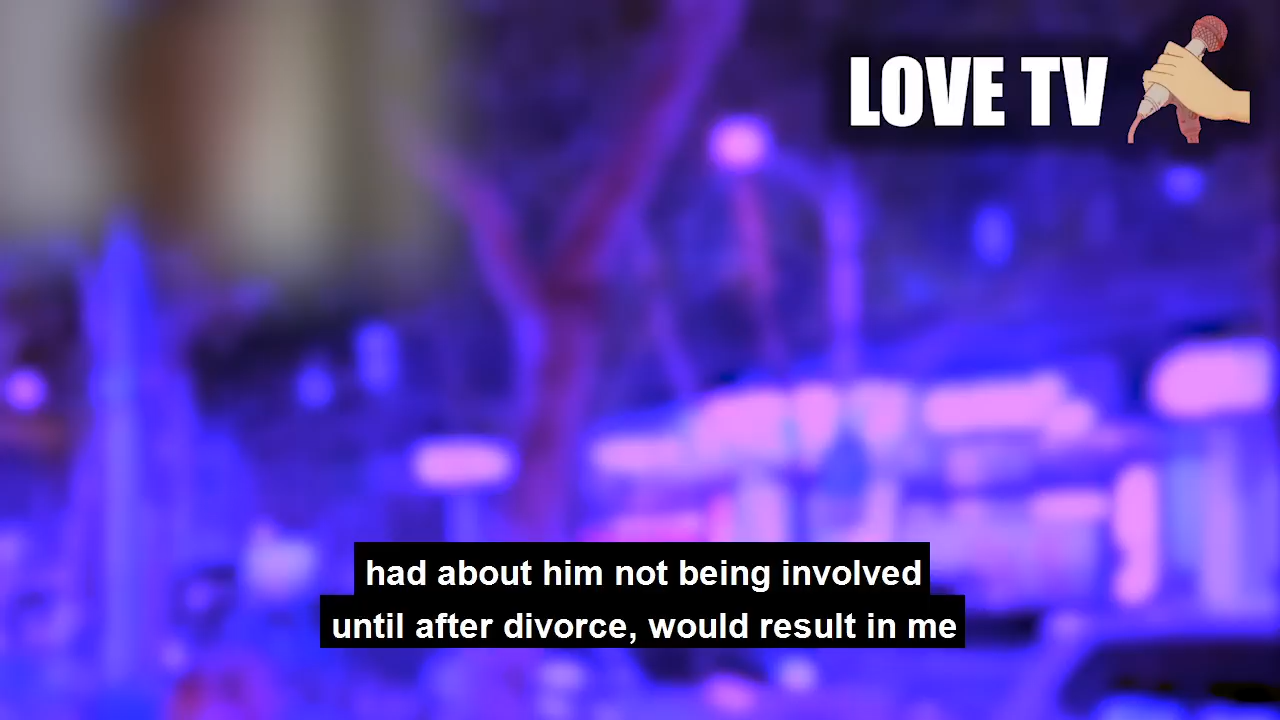 LOVE TV
had about him not being involved
until after divorce, would result in me